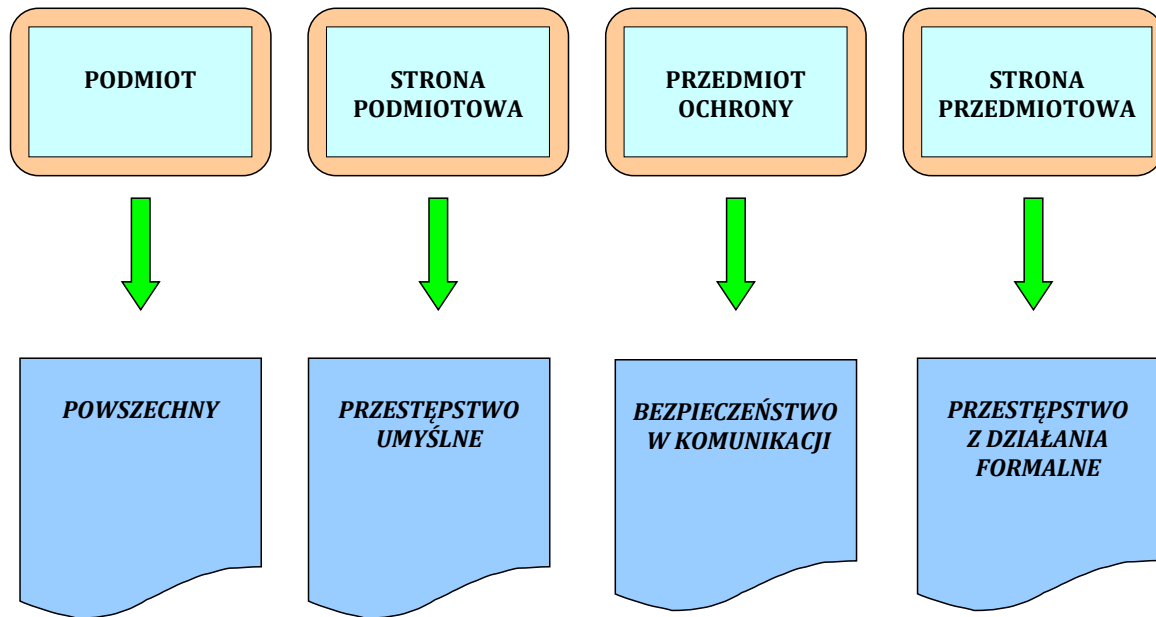 PODMIOT
STRONA
PODMIOTOWA
PRZEDMIOT
OCHRONY
STRONA
PRZEDMIOTOWA
POWSZECHNY
PRZESTĘPSTWO
UMYŚLNE
BEZPIECZEŃSTWO
W KOMUNIKACJI
PRZESTĘPSTWO
Z DZIAŁANIA
FORMALNE